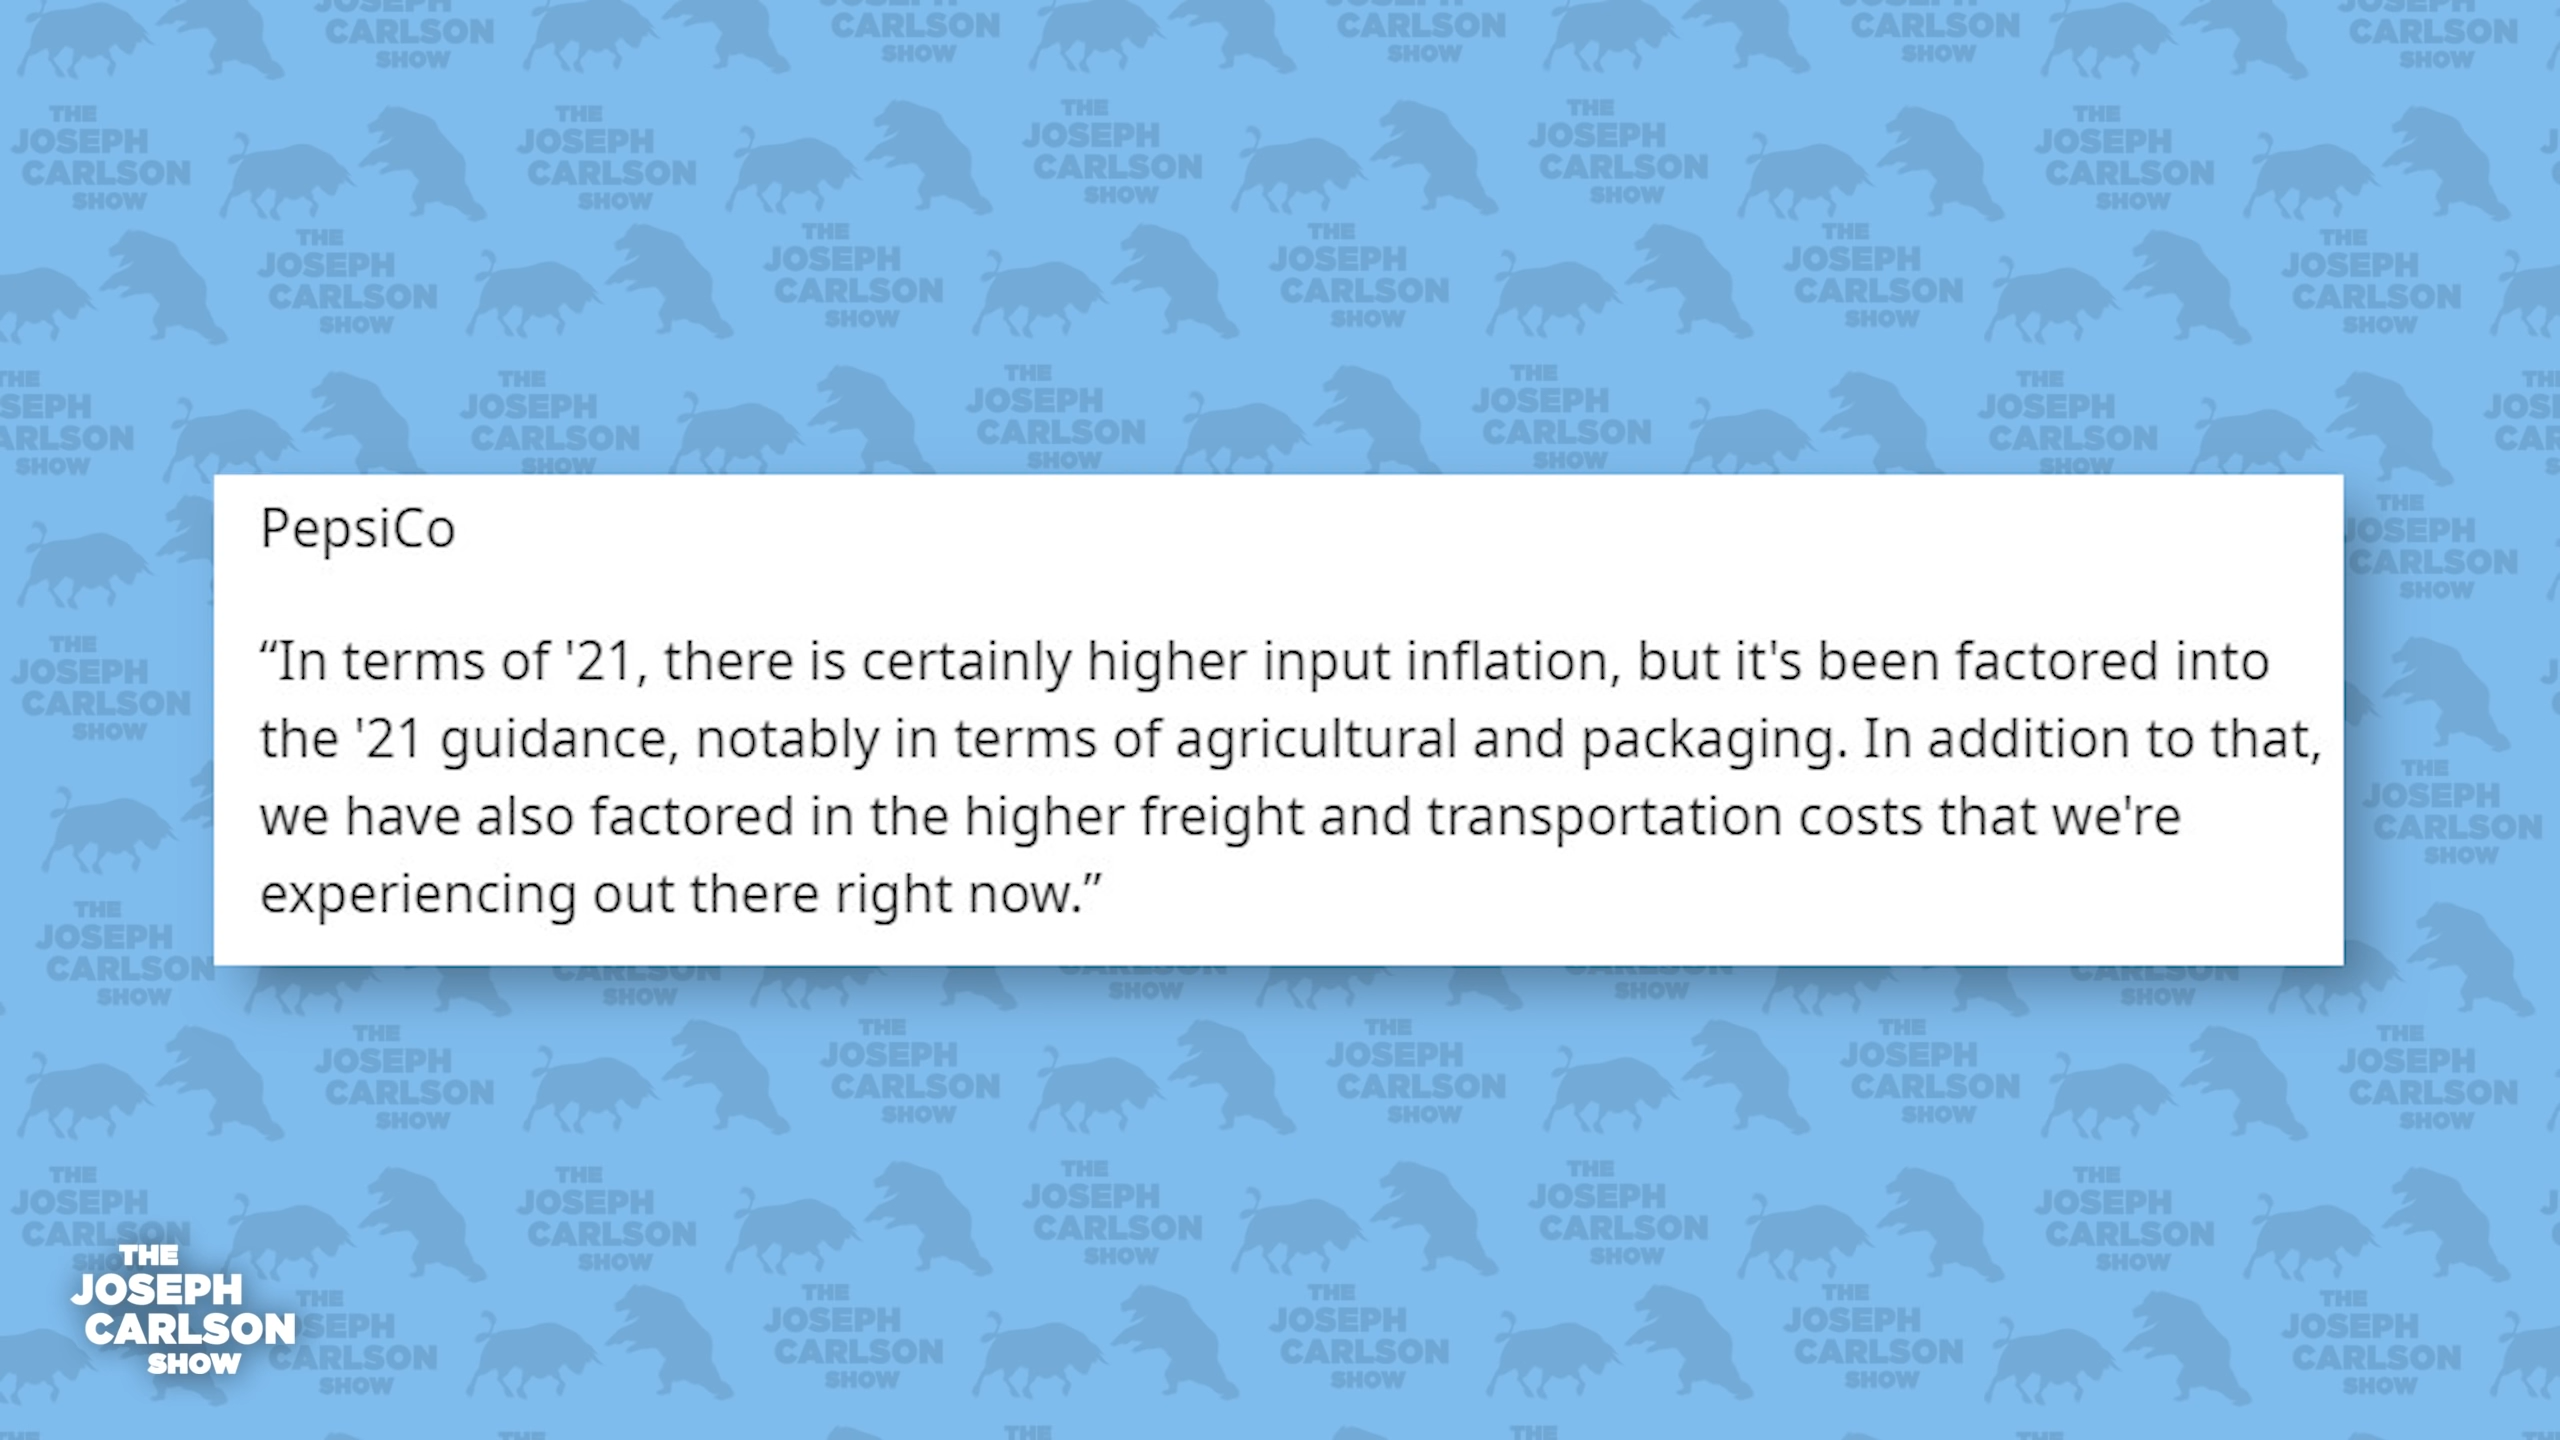 PepsiCo
“In terms of '21, there is certainly higher input inflation, but it's been factored into
the '21 guidance, notably in terms of agricultural and packaging. In addition to that,
we have also factored in the higher freight and transportation costs that we're
experiencing out there right now.”
THE
JOSEPH
CARLSON
SHOW